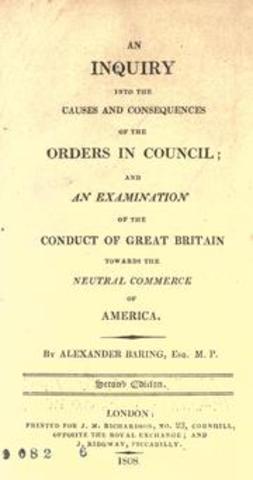 AN
INQUIRY
INTO THE
CAUSES AND CONSEQUENCES
OF THE
ORDERS IN COUNCIL;
AND
AN EXAMINATION
OF THE
CONDUCT OF GREAT BRITAIN
TOWARDS THE
NEUTRAL COMMERCE
OF
AMERICA.
BY ALEXANDER BARING, ESQ. M. P.
Second Edition.
LONDON:
PRINTED FOR J. M. RICHARDSON, NO. 23, CORNHILL,
OPPOSITE THE ROYAL EXCHANGE; AND
J. RIDGWAY, PICCADILLY.
9082 6
1808.